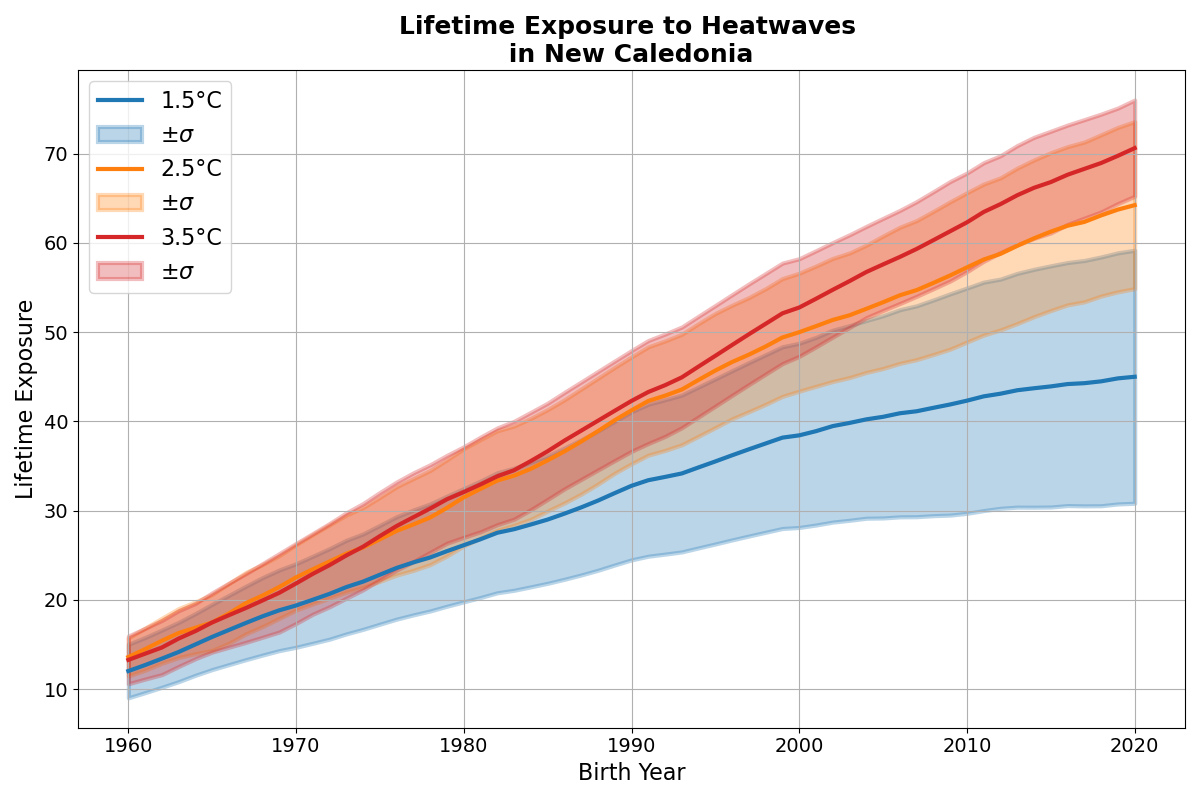 Lifetime Exposure to Heatwaves
in New Caledonia
1.5°C
±σ
2.5°C
±σ
3.5°C
±σ
Lifetime Exposure
70
60
50
40
30
20
10
1960 1970 1980 1990 2000 2010 2020
Birth Year